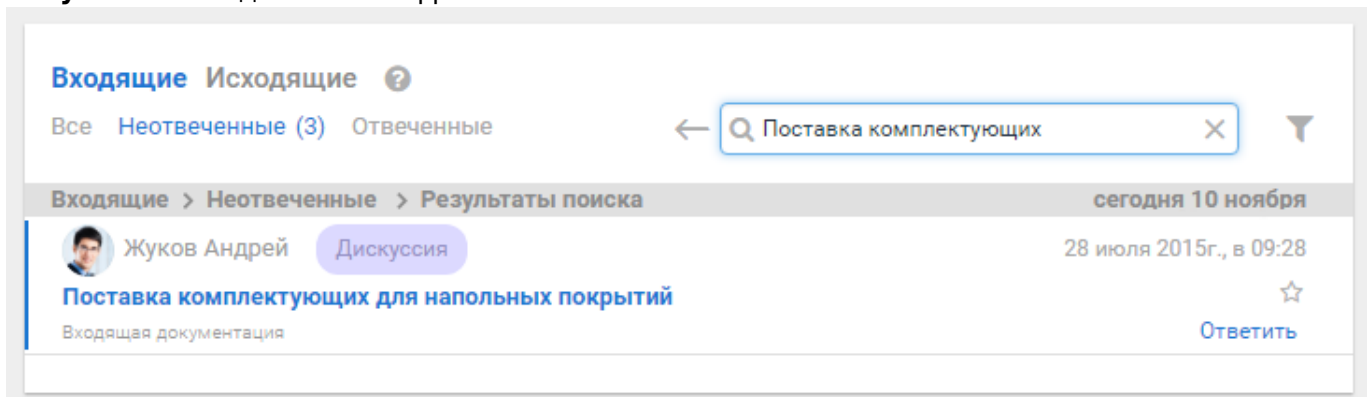 Входящие Исходящие ?
Все Неотвеченные (3) Отвеченные Поставка комплектующих
Входящие > Неотвеченные > Результаты поиска сегодня 10 ноября
Жуков Андрей Дискуссия 28 июля 2015г., в 09:28
Поставка комплектующих для напольных покрытий
Входящая документация Ответить